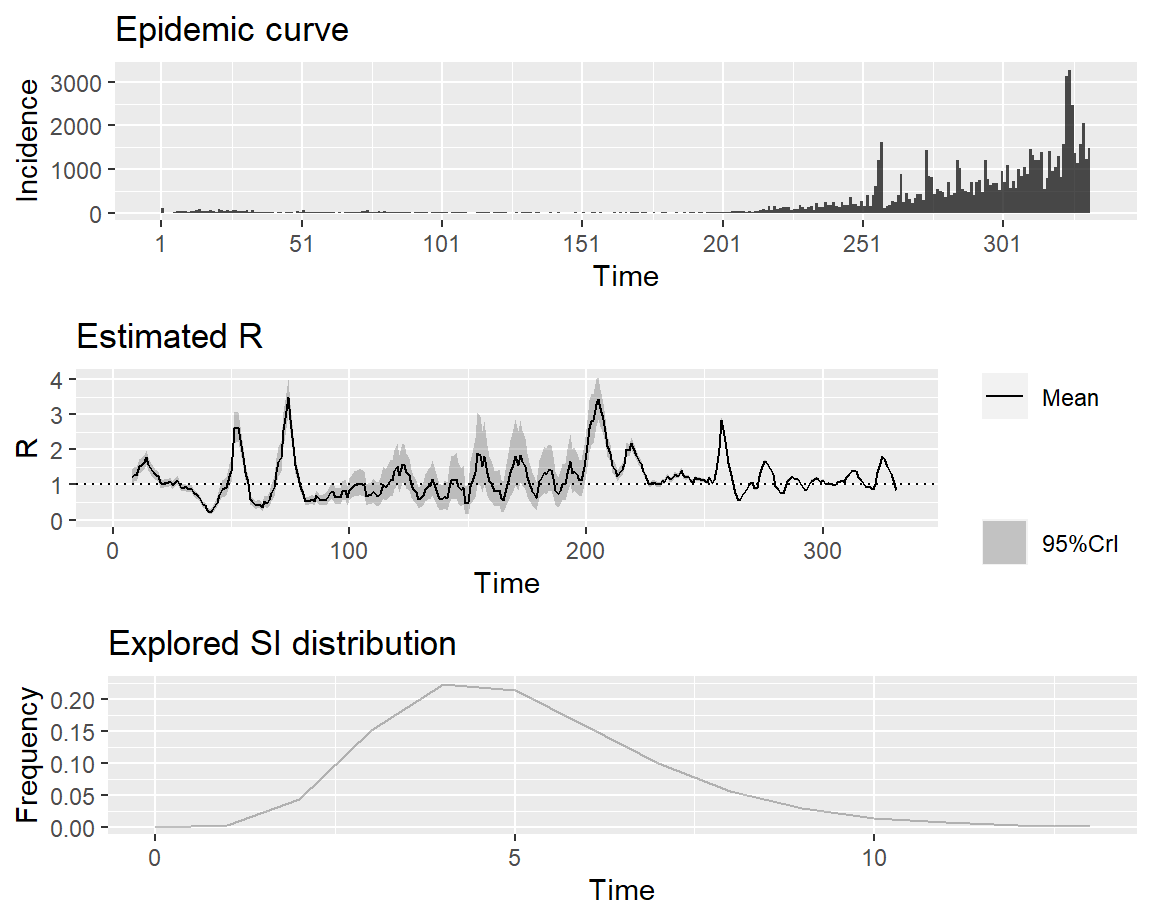 Epidemic curve
Incidence
3000
2000
1000
0
1 51 101 151 201 251 301
Time
Estimated R
R
4
3
2
1
0
0 100 200 300
Time
Mean
95%CrI
Explored SI distribution
Frequency
0.20
0.15
0.10
0.05
0.00
0 5 10
Time